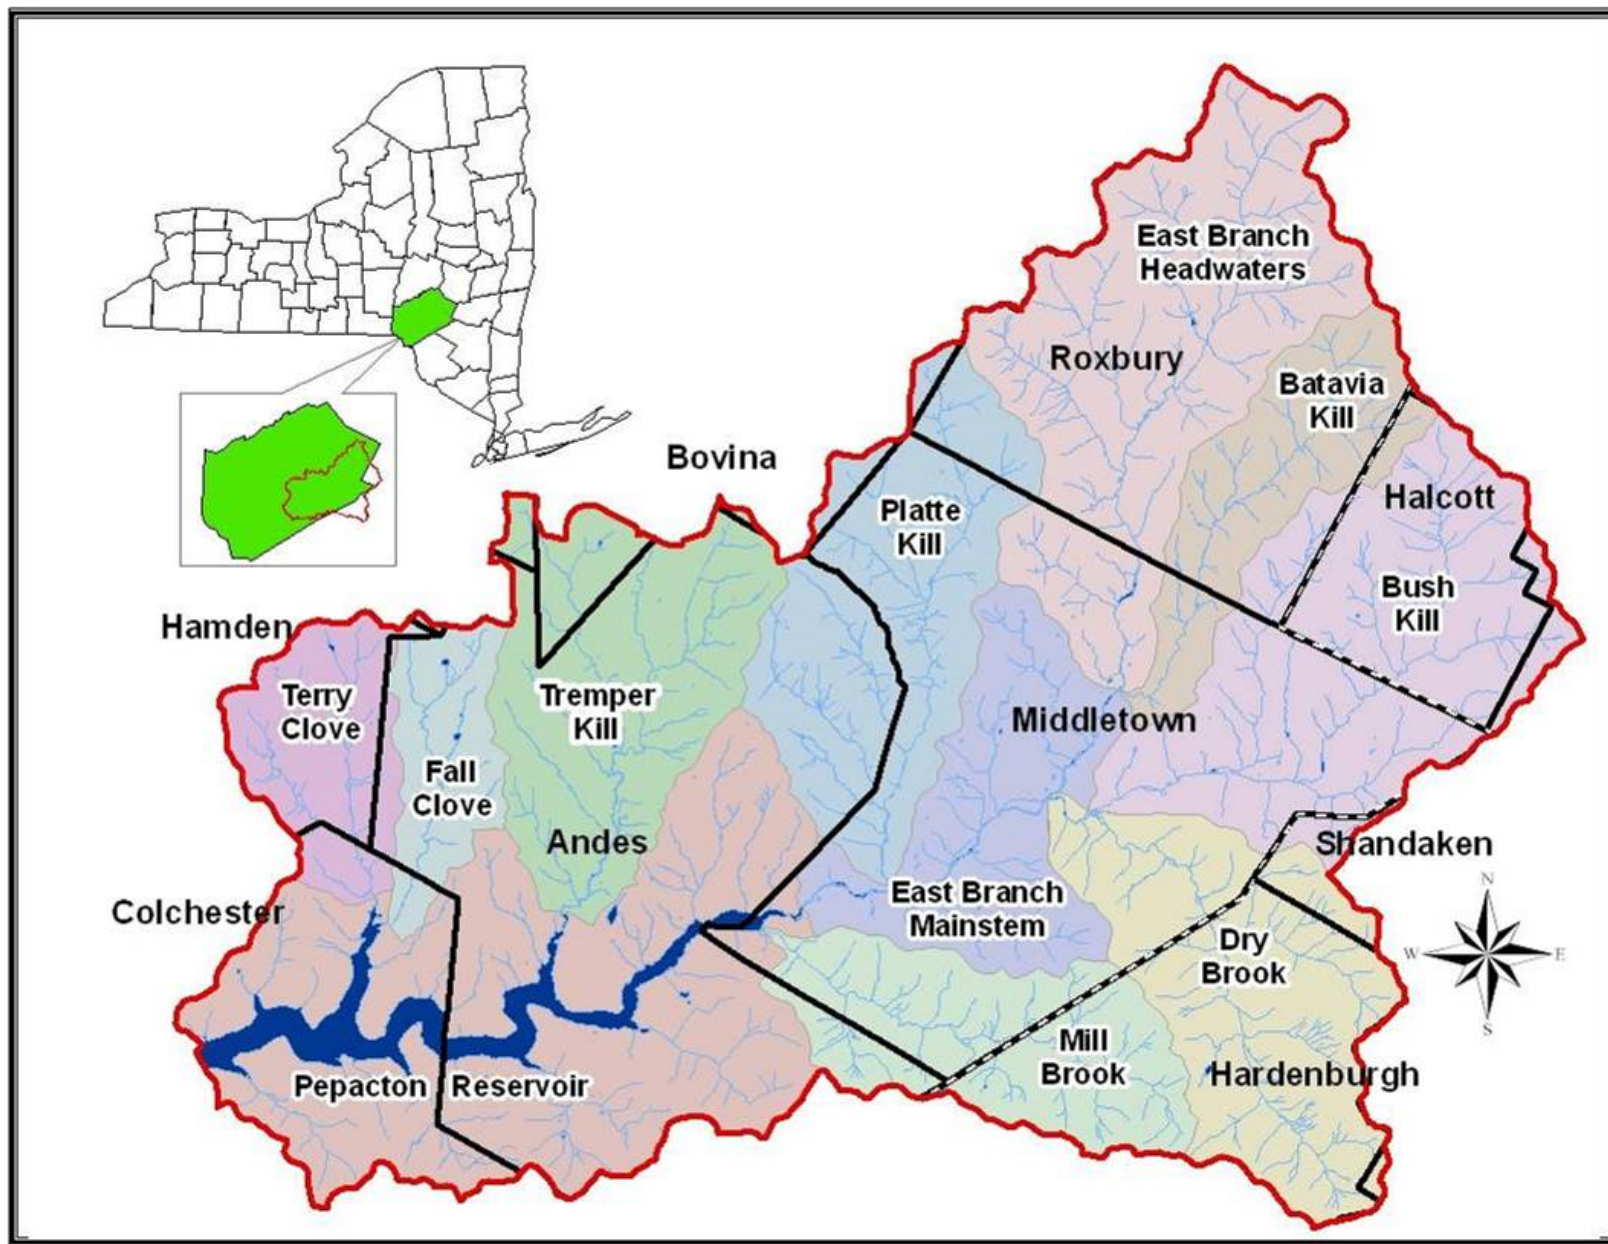 East Branch
Headwaters
Roxbury
Batavia
Kill
Bovina
Platte
Kill
Halcott
Bush
Kill
Hamden
Terry
Clove
Tremper
Kill
Middletown
Fall
Clove
Andes
Shandaken
East Branch
Mainstem
Colchester
Dry
Brook
N
W
E
S
Mill
Brook
Hardenburgh
Pepacton Reservoir